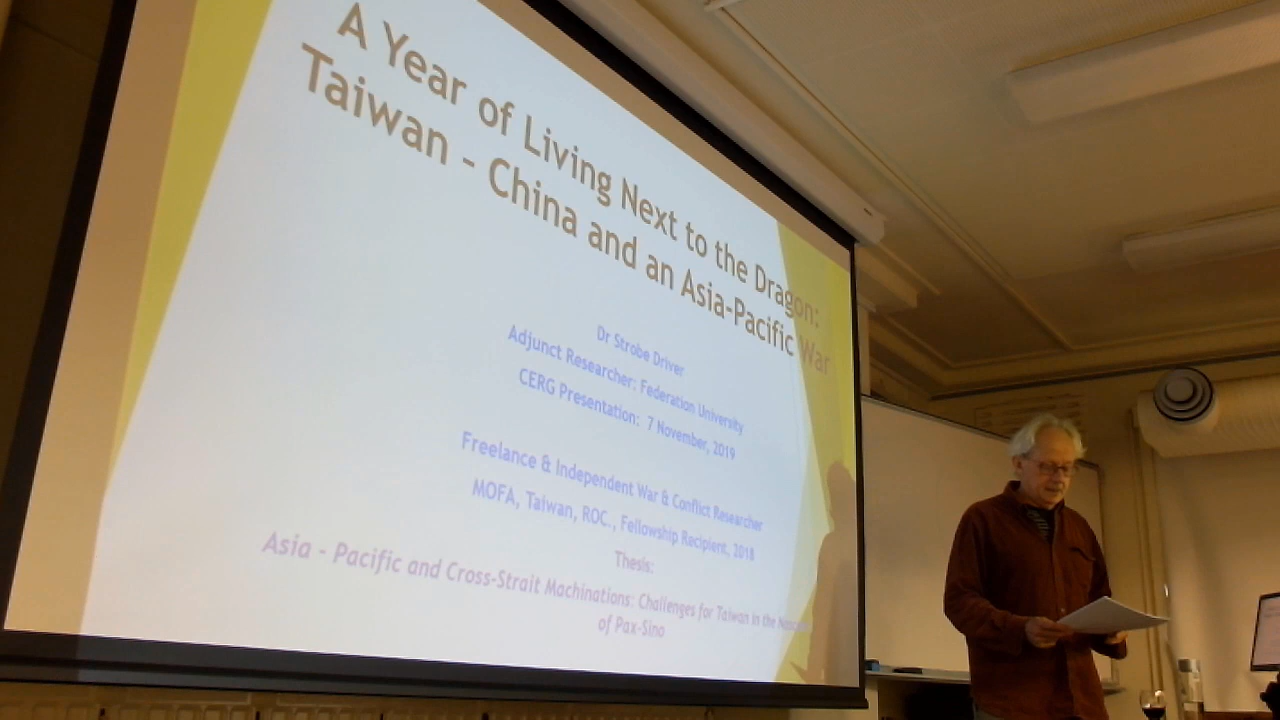 A Year of Living Next to the Dragon:
Taiwan - China and an Asia-Pacific War
Dr Strobe Driver
Adjunct Researcher: Federation University
CERG Presentation: 7 November, 2019
Freelance & Independent War & Conflict Researcher
MOFA, Taiwan, ROC., Fellowship Recipient, 2018
Thesis:
Asia - Pacific and Cross-Strait Machinations: Challenges for Taiwan in the
of Pax-Sino